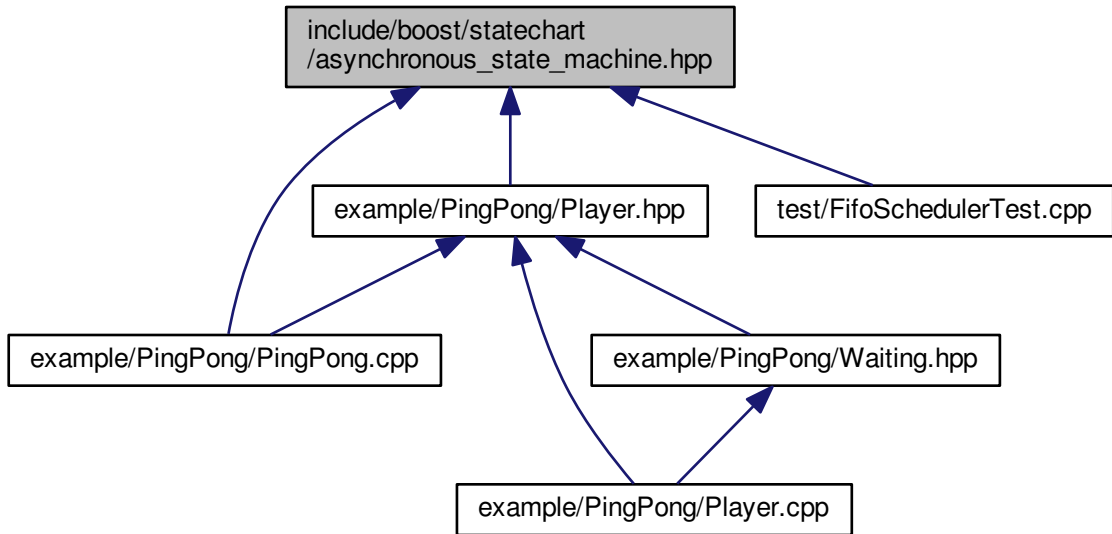 include/boost/statechart
/asynchronous_state_machine.hpp
example/PingPong/Player.hpp
test/FifoSchedulerTest.cpp
example/PingPong/PingPong.cpp
example/PingPong/Waiting.hpp
example/PingPong/Player.cpp